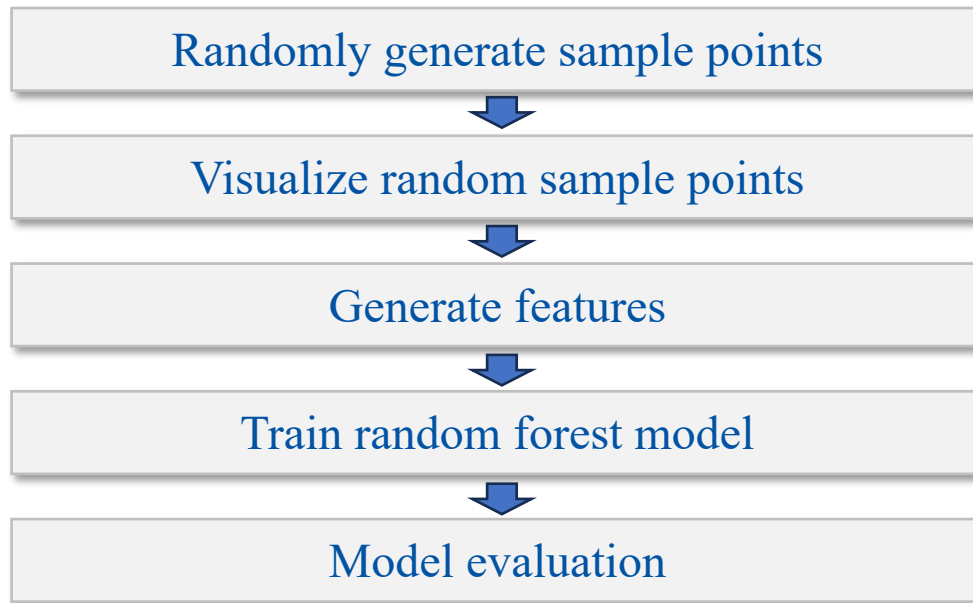 Randomly generate sample points
Visualize random sample points
Generate features
Train random forest model
Model evaluation